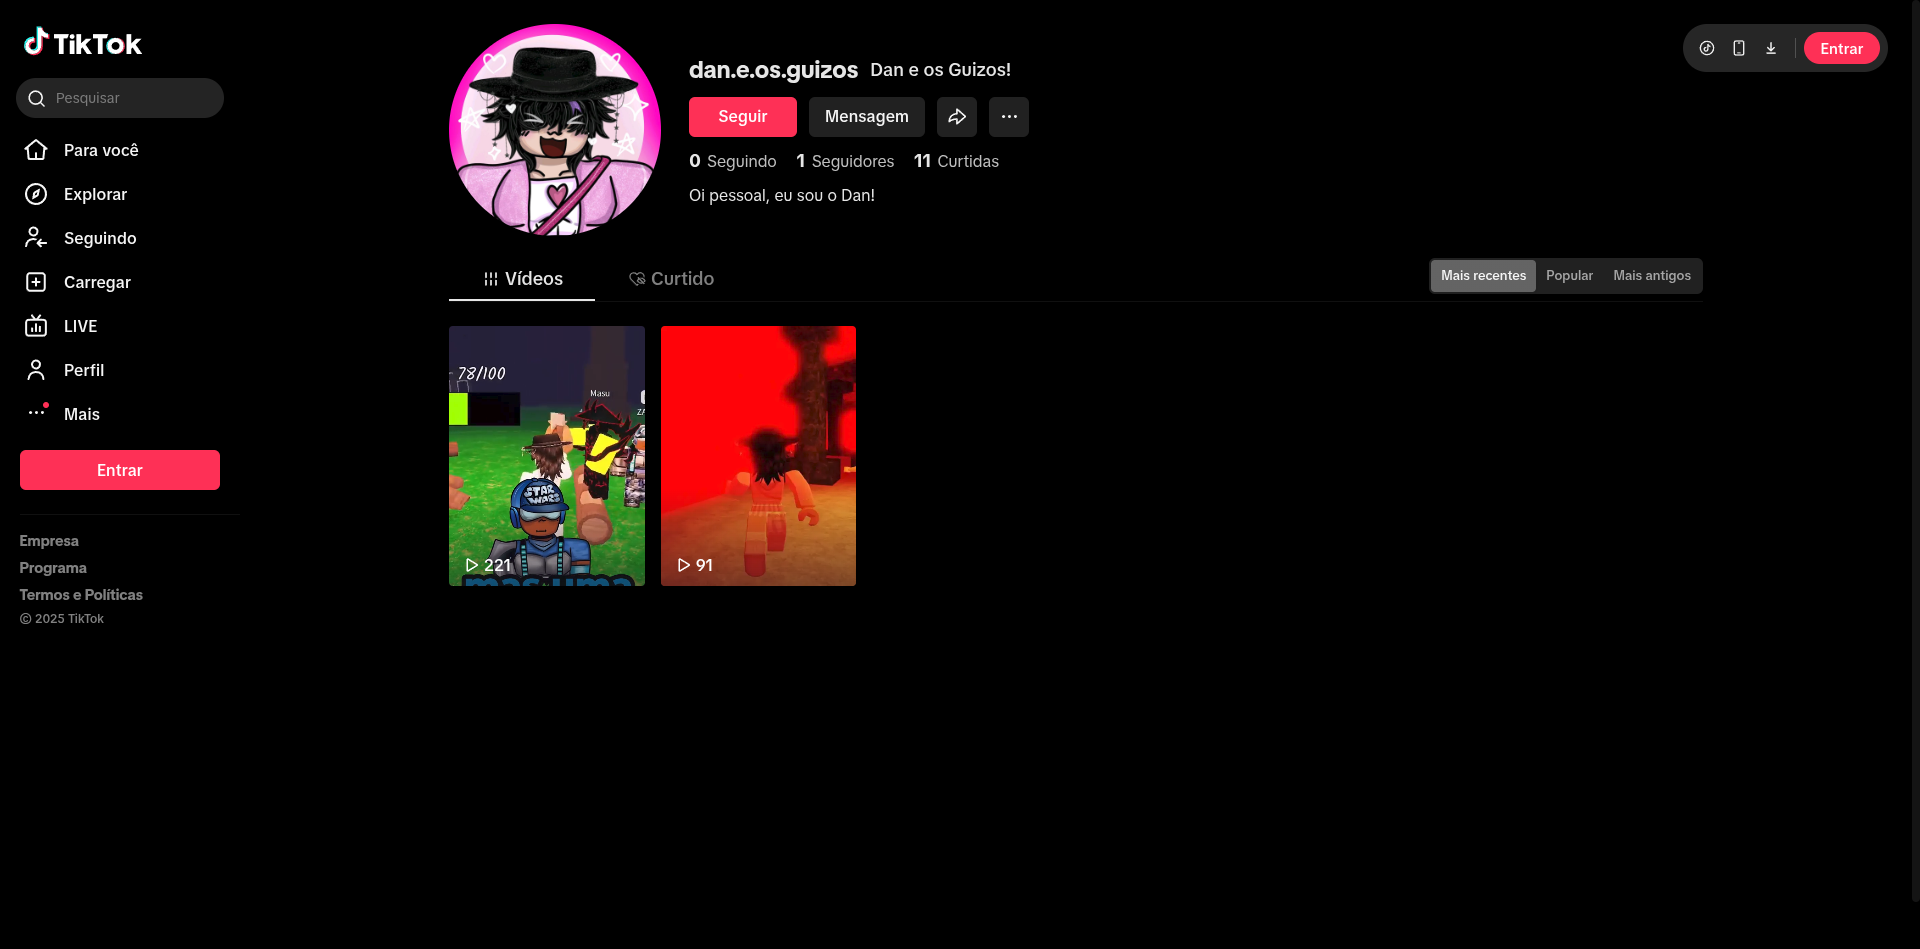 TikTok
Pesquisar
Para você
Explorar
Seguindo
Carregar
LIVE
Perfil
Mais
Entrar
Empresa
Programa
Termos e Políticas
© 2025 TikTok
dan.e.os.guizos Dan e os Guizos!
Seguir Mensagem
0 Seguindo 1 Seguidores 11 Curtidas
Oi pessoal, eu sou o Dan!
Entrar
Vídeos Curtido
Mais recentes Popular Mais antigos
78/100
Masu
STAR WARS
221
91